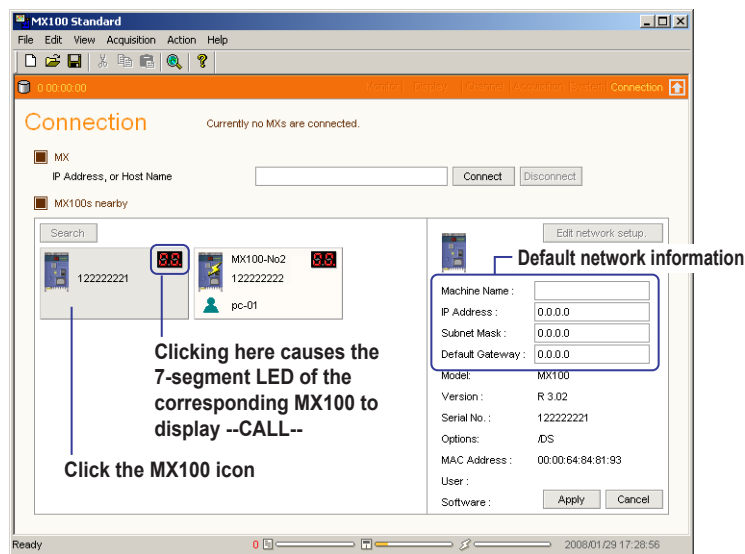 MX100 Standard
File Edit View Acquisition Action Help
0 00:00:00 Monitor Display Channel Acquisition System Connection
Connection Currently no MXs are connected.
MX
IP Address, or Host Name Connect Disconnect
MX100s nearby
Search Edit network setup.
Default network information
122222221 8.8. MX100-No2 8.8.
122222222
pc-01
Machine Name :
IP Address : 0.0.0.0
Subnet Mask : 0.0.0.0
Default Gateway : 0.0.0.0
Clicking here causes the
7-segment LED of the
corresponding MX100 to
display --CALL--
Click the MX100 icon
Model: MX100
Version : R 3.02
Serial No. : 122222221
Options: /DS
MAC Address : 00:00:64:84:81:93
User :
Software : Apply Cancel
Ready 0 2008/01/29 17:28:56